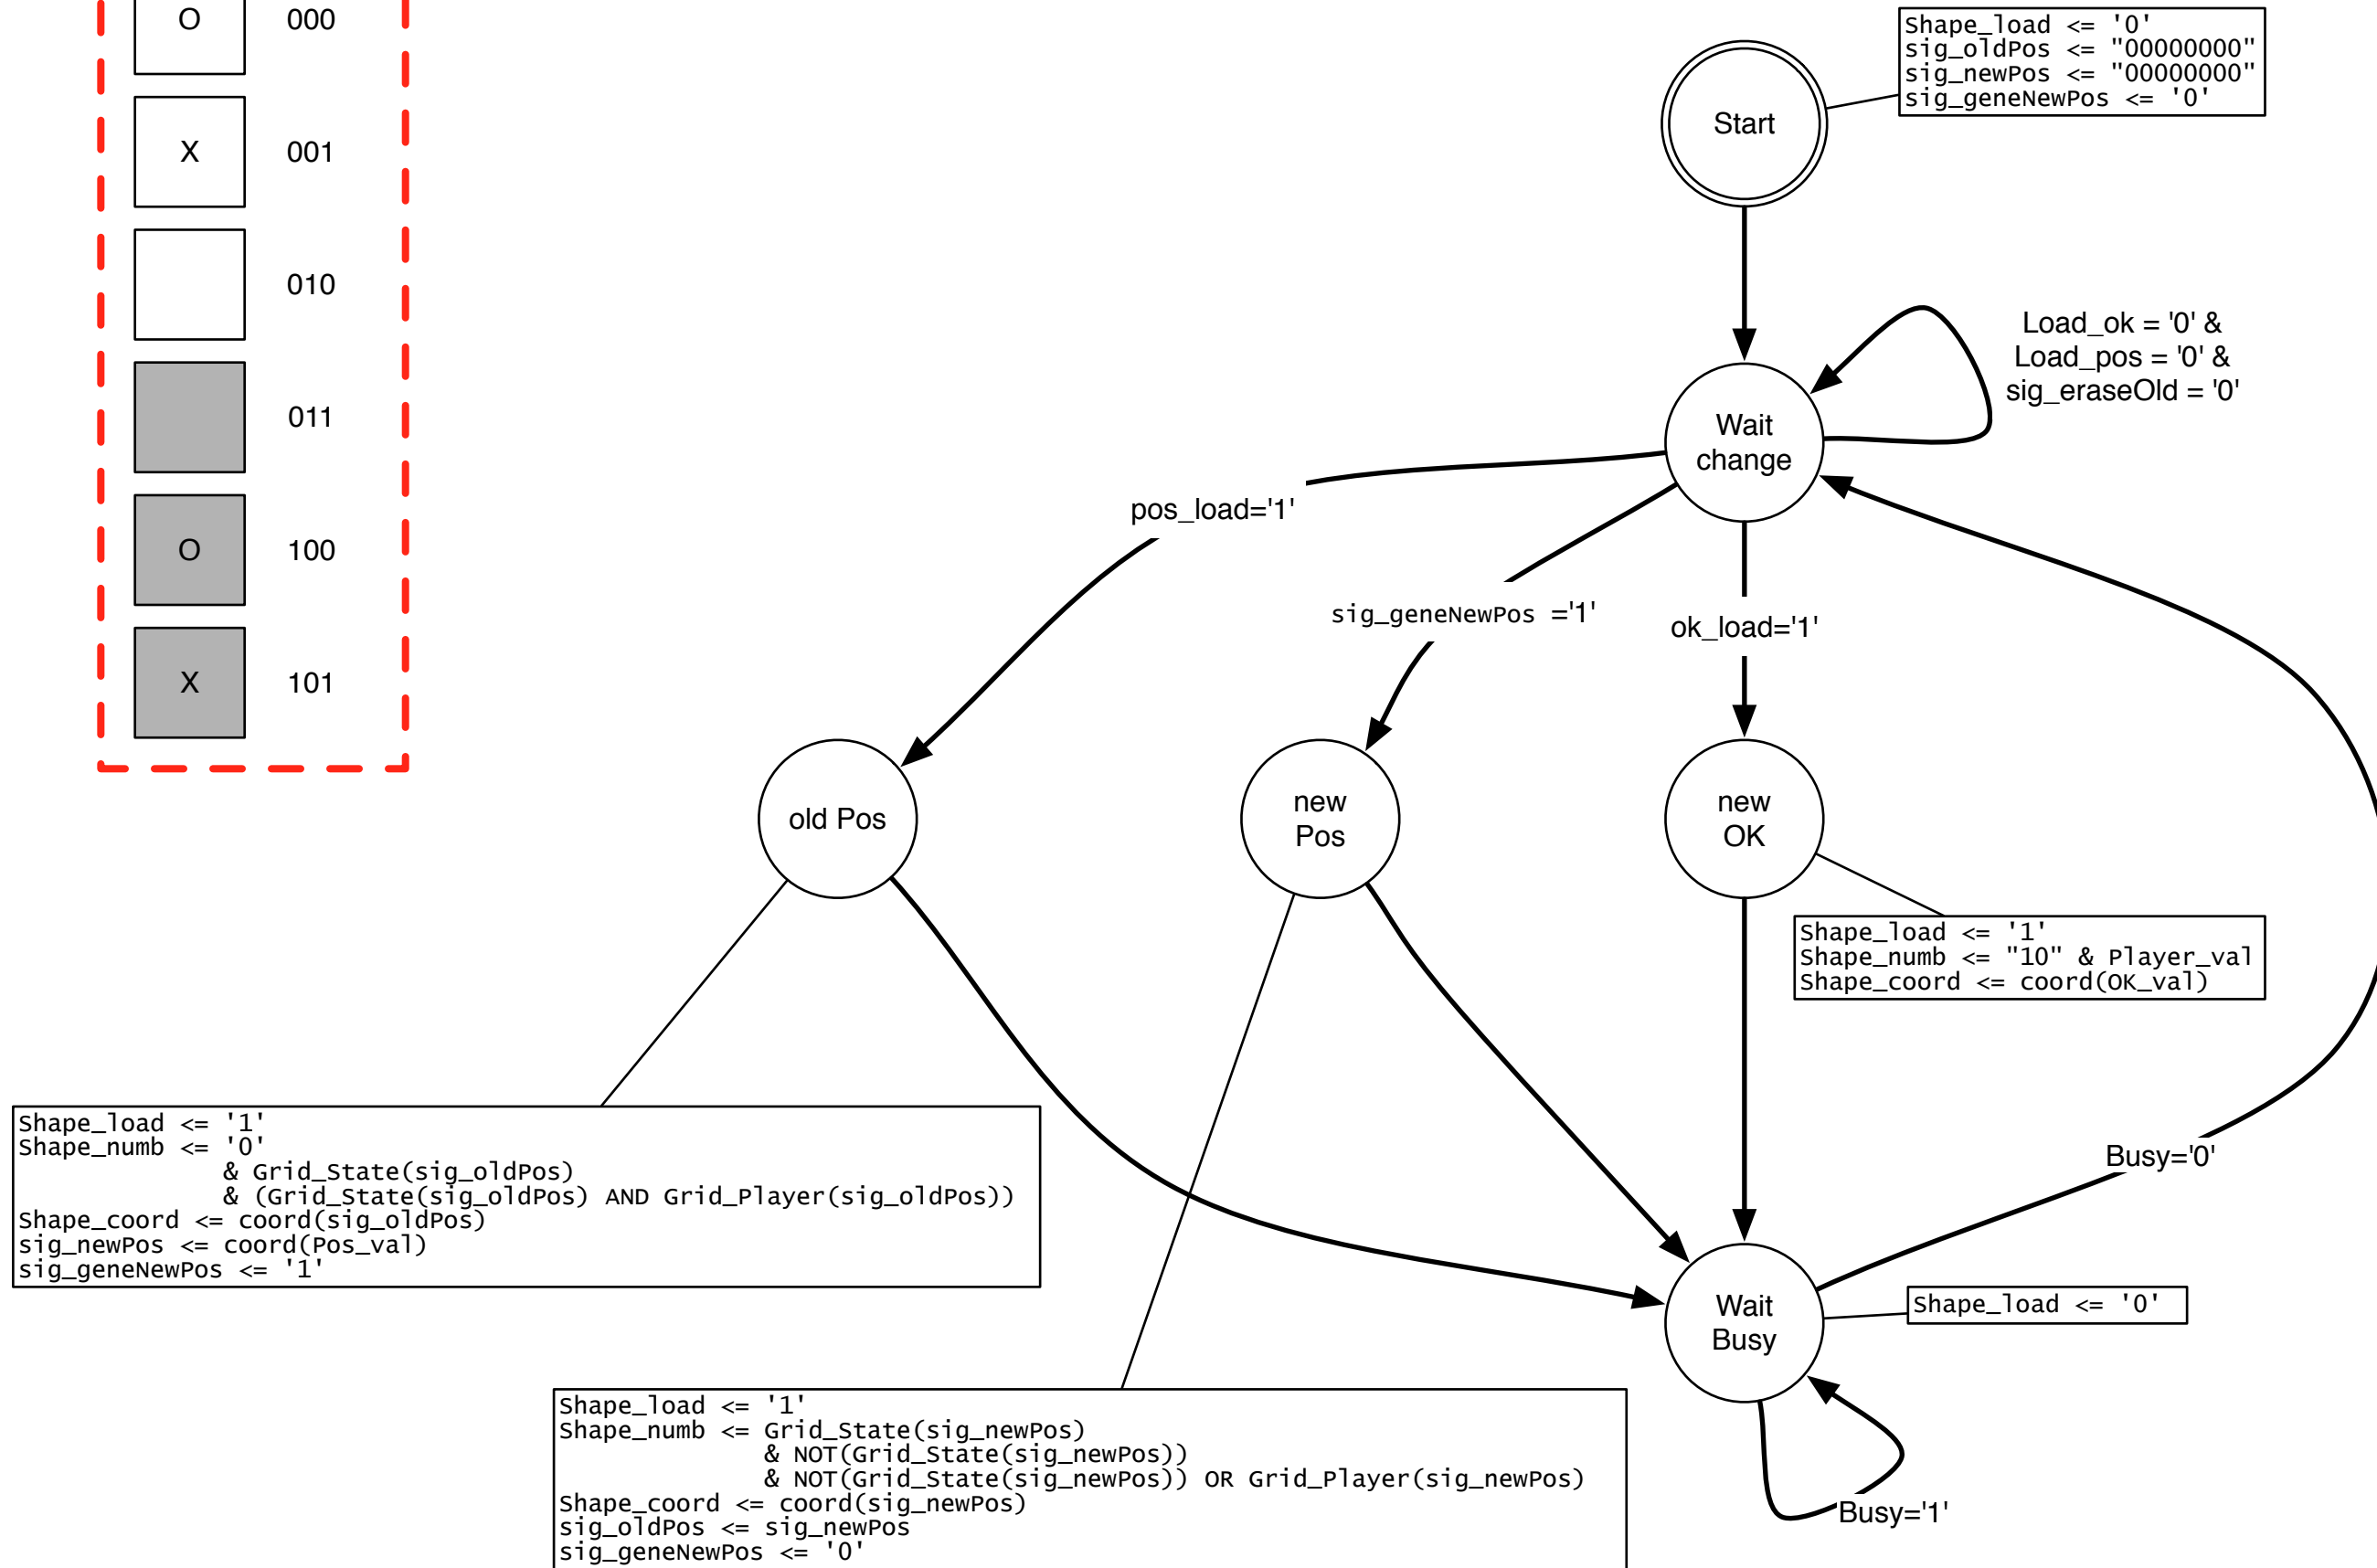 O 000
X 001
010
011
O 100
X 101
Shape_load <= '0'
sig_oldPos <= "00000000"
sig_newPos <= "00000000"
sig_geneNewPos <= '0'
Start
Load_ok = '0' &
Load_pos = '0' &
sig_eraseOld = '0'
Wait
change
pos_load='1'
sig_geneNewPos ='1'
ok_load='1'
old Pos
new
Pos
new
OK
Shape_load <= '1'
Shape_numb <= "10" & Player_val
Shape_coord <= coord(OK_val)
Shape_load <= '1'
Shape_numb <= '0'
& Grid_State(sig_oldPos)
& (Grid_State(sig_oldPos) AND Grid_Player(sig_oldPos))
Shape_coord <= coord(sig_oldPos)
sig_newPos <= coord(Pos_val)
sig_geneNewPos <= '1'
Busy='0'
Wait
Busy
Shape_load <= '0'
Shape_load <= '1'
Shape_numb <= Grid_State(sig_newPos)
& NOT(Grid_State(sig_newPos))
& NOT(Grid_State(sig_newPos)) OR Grid_Player(sig_newPos)
Shape_coord <= coord(sig_newPos)
sig_oldPos <= sig_newPos
sig_geneNewPos <= '0'
Busy='1'